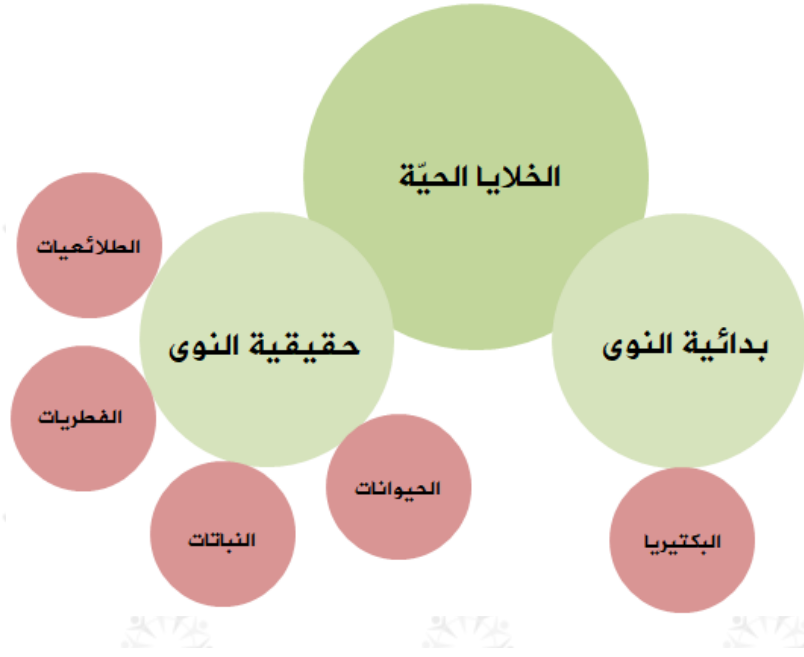 الخلايا الحيّة
بدائية النوى
حقيقية النوى
الطلائعيات
الفطريات
النباتات
الحيوانات
البكتيريا